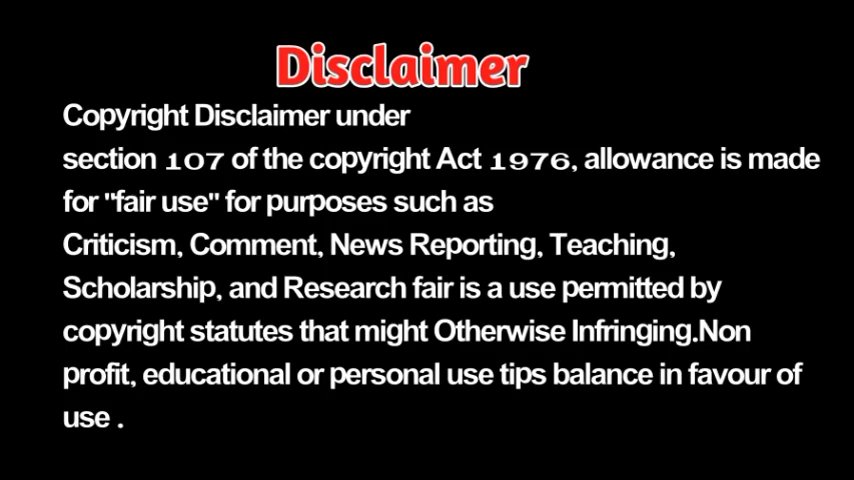 Disclaimer
Copyright Disclaimer under
section 107 of the copyright Act 1976, allowance is made
for "fair use" for purposes such as
Criticism, Comment, News Reporting, Teaching,
Scholarship, and Research fair is a use permitted by
copyright statutes that might Otherwise Infringing.Non
profit, educational or personal use tips balance in favour of
use .